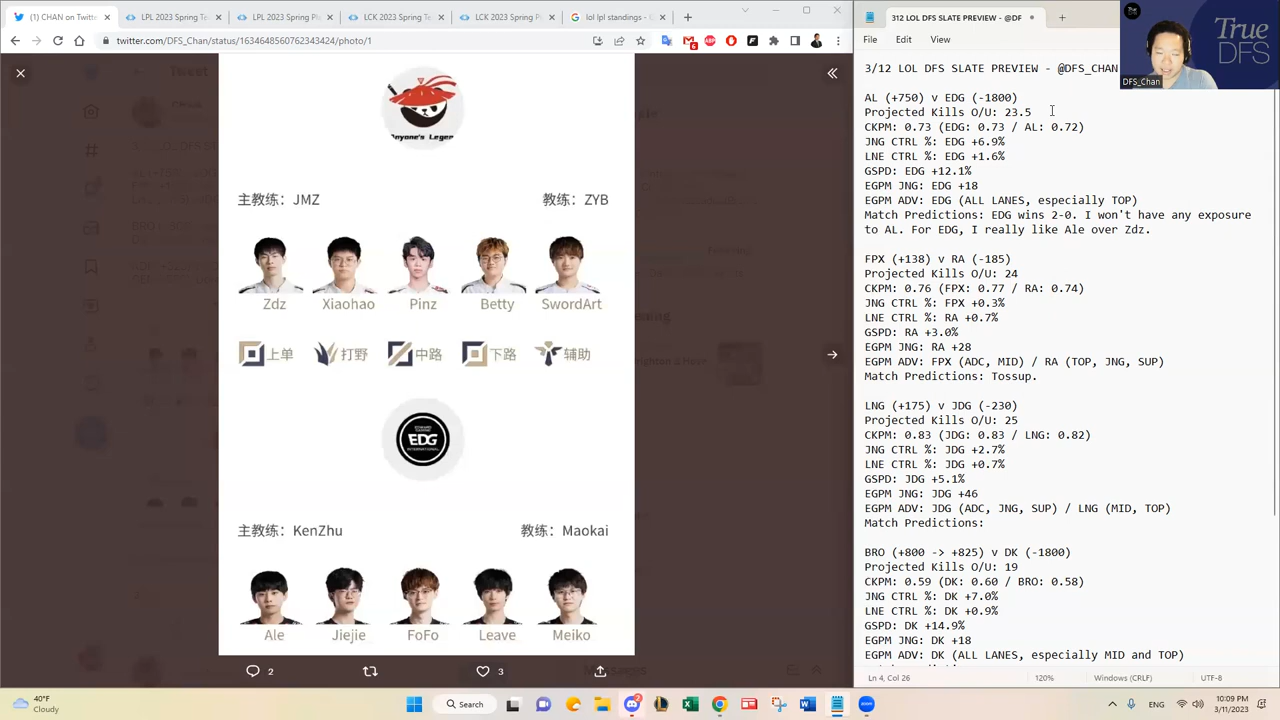 (1) CHAN on Twitt
LPL 2023 Spring Te
LPL 2023 Spring Pl
LCK 2023 Spring Te
LCK 2023 Spring Pl
lol lpl standings - G
312 LOL DFS SLATE PREVIEW - @DF
twitter.com/DFS_Chan/status/1634648560762343424/photo/1
File Edit View
True
DFS
DFS_Chan
Anyone's Legend
主教练：JMZ 教练：ZYB
Zdz Xiaohao Pinz Betty SwordArt
上单 打野 中路 下路 辅助
EDG
主教练：KenZhu 教练：Maokai
Ale Jiejie FoFo Leave Meiko
2 3
3/12 LOL DFS SLATE PREVIEW - @DFS_CHAN
AL (+750) v EDG (-1800)
Projected Kills O/U: 23.5
CKPM: 0.73 (EDG: 0.73 / AL: 0.72)
JNG CTRL %: EDG +6.9%
LNE CTRL %: EDG +1.6%
GSPD: EDG +12.1%
EGPM JNG: EDG +18
EGPM ADV: EDG (ALL LANES, especially TOP)
Match Predictions: EDG wins 2-0. I won't have any exposure
to AL. For EDG, I really like Ale over Zdz.
FPX (+138) v RA (-185)
Projected Kills O/U: 24
CKPM: 0.76 (FPX: 0.77 / RA: 0.74)
JNG CTRL %: FPX +0.3%
LNE CTRL %: RA +0.7%
GSPD: RA +3.0%
EGPM JNG: RA +28
EGPM ADV: FPX (ADC, MID) / RA (TOP, JNG, SUP)
Match Predictions: Tossup.
LNG (+175) v JDG (-230)
Projected Kills O/U: 25
CKPM: 0.83 (JDG: 0.83 / LNG: 0.82)
JNG CTRL %: JDG +2.7%
LNE CTRL %: JDG +0.7%
GSPD: JDG +5.1%
EGPM JNG: JDG +46
EGPM ADV: JDG (ADC, JNG, SUP) / LNG (MID, TOP)
Match Predictions:
BRO (+800 -> +825) v DK (-1800)
Projected Kills O/U: 19
CKPM: 0.59 (DK: 0.60 / BRO: 0.58)
JNG CTRL %: DK +7.0%
LNE CTRL %: DK +0.9%
GSPD: DK +14.9%
EGPM JNG: DK +18
EGPM ADV: DK (ALL LANES, especially MID and TOP)
Ln 4, Col 26 120% Windows (CRLF) UTF-8
40°F
Cloudy
Search
ENG
10:09 PM
3/11/2023